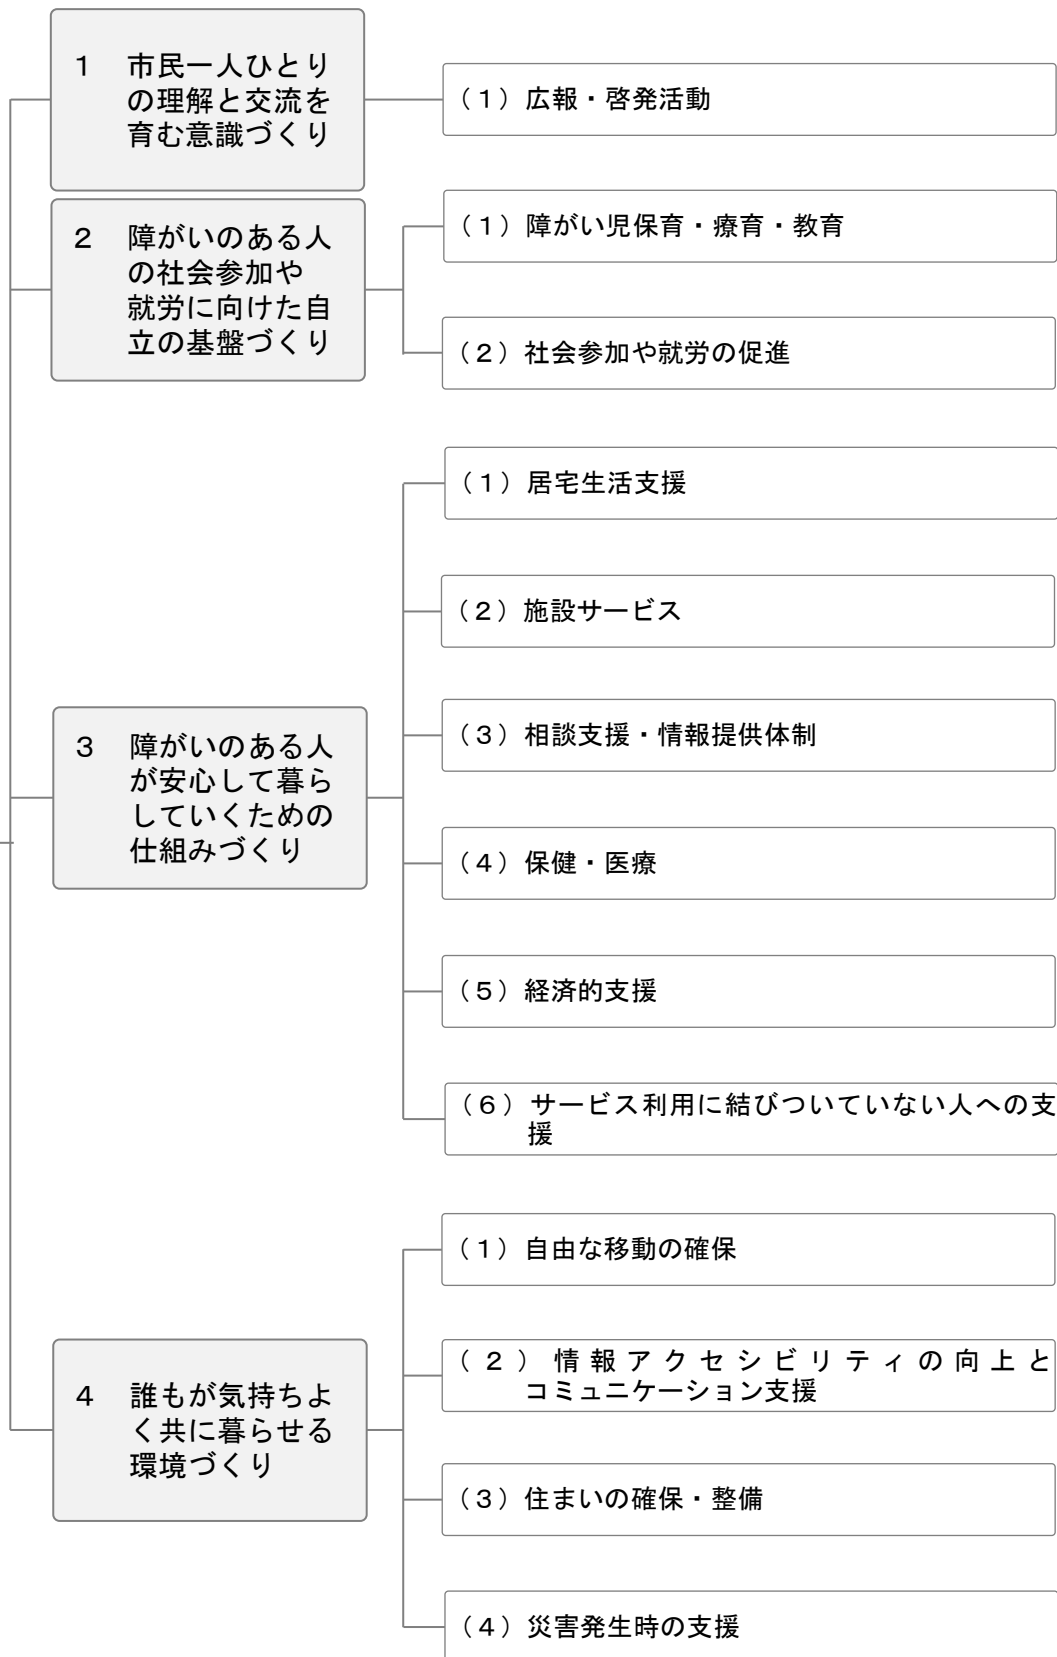 1 市民一人ひとり
の理解と交流を
育む意識づくり
(1)広報・啓発活動
2 障がいのある人
の社会参加や
就労に向けた自
立の基盤づくり
(1)障がい児保育・療育・教育
(2)社会参加や就労の促進
3 障がいのある人
が安心して暮ら
していくための
仕組みづくり
(1)居宅生活支援
(2)施設サービス
(3)相談支援・情報提供体制
(4)保健・医療
(5)経済的支援
(6)サービス利用に結びついていない人への支
援
4 誰もが気持ちよ
く共に暮らせる
環境づくり
(1)自由な移動の確保
(2)情報アクセシビリティの向上と
コミュニケーション支援
(3)住まいの確保・整備
(4)災害発生時の支援